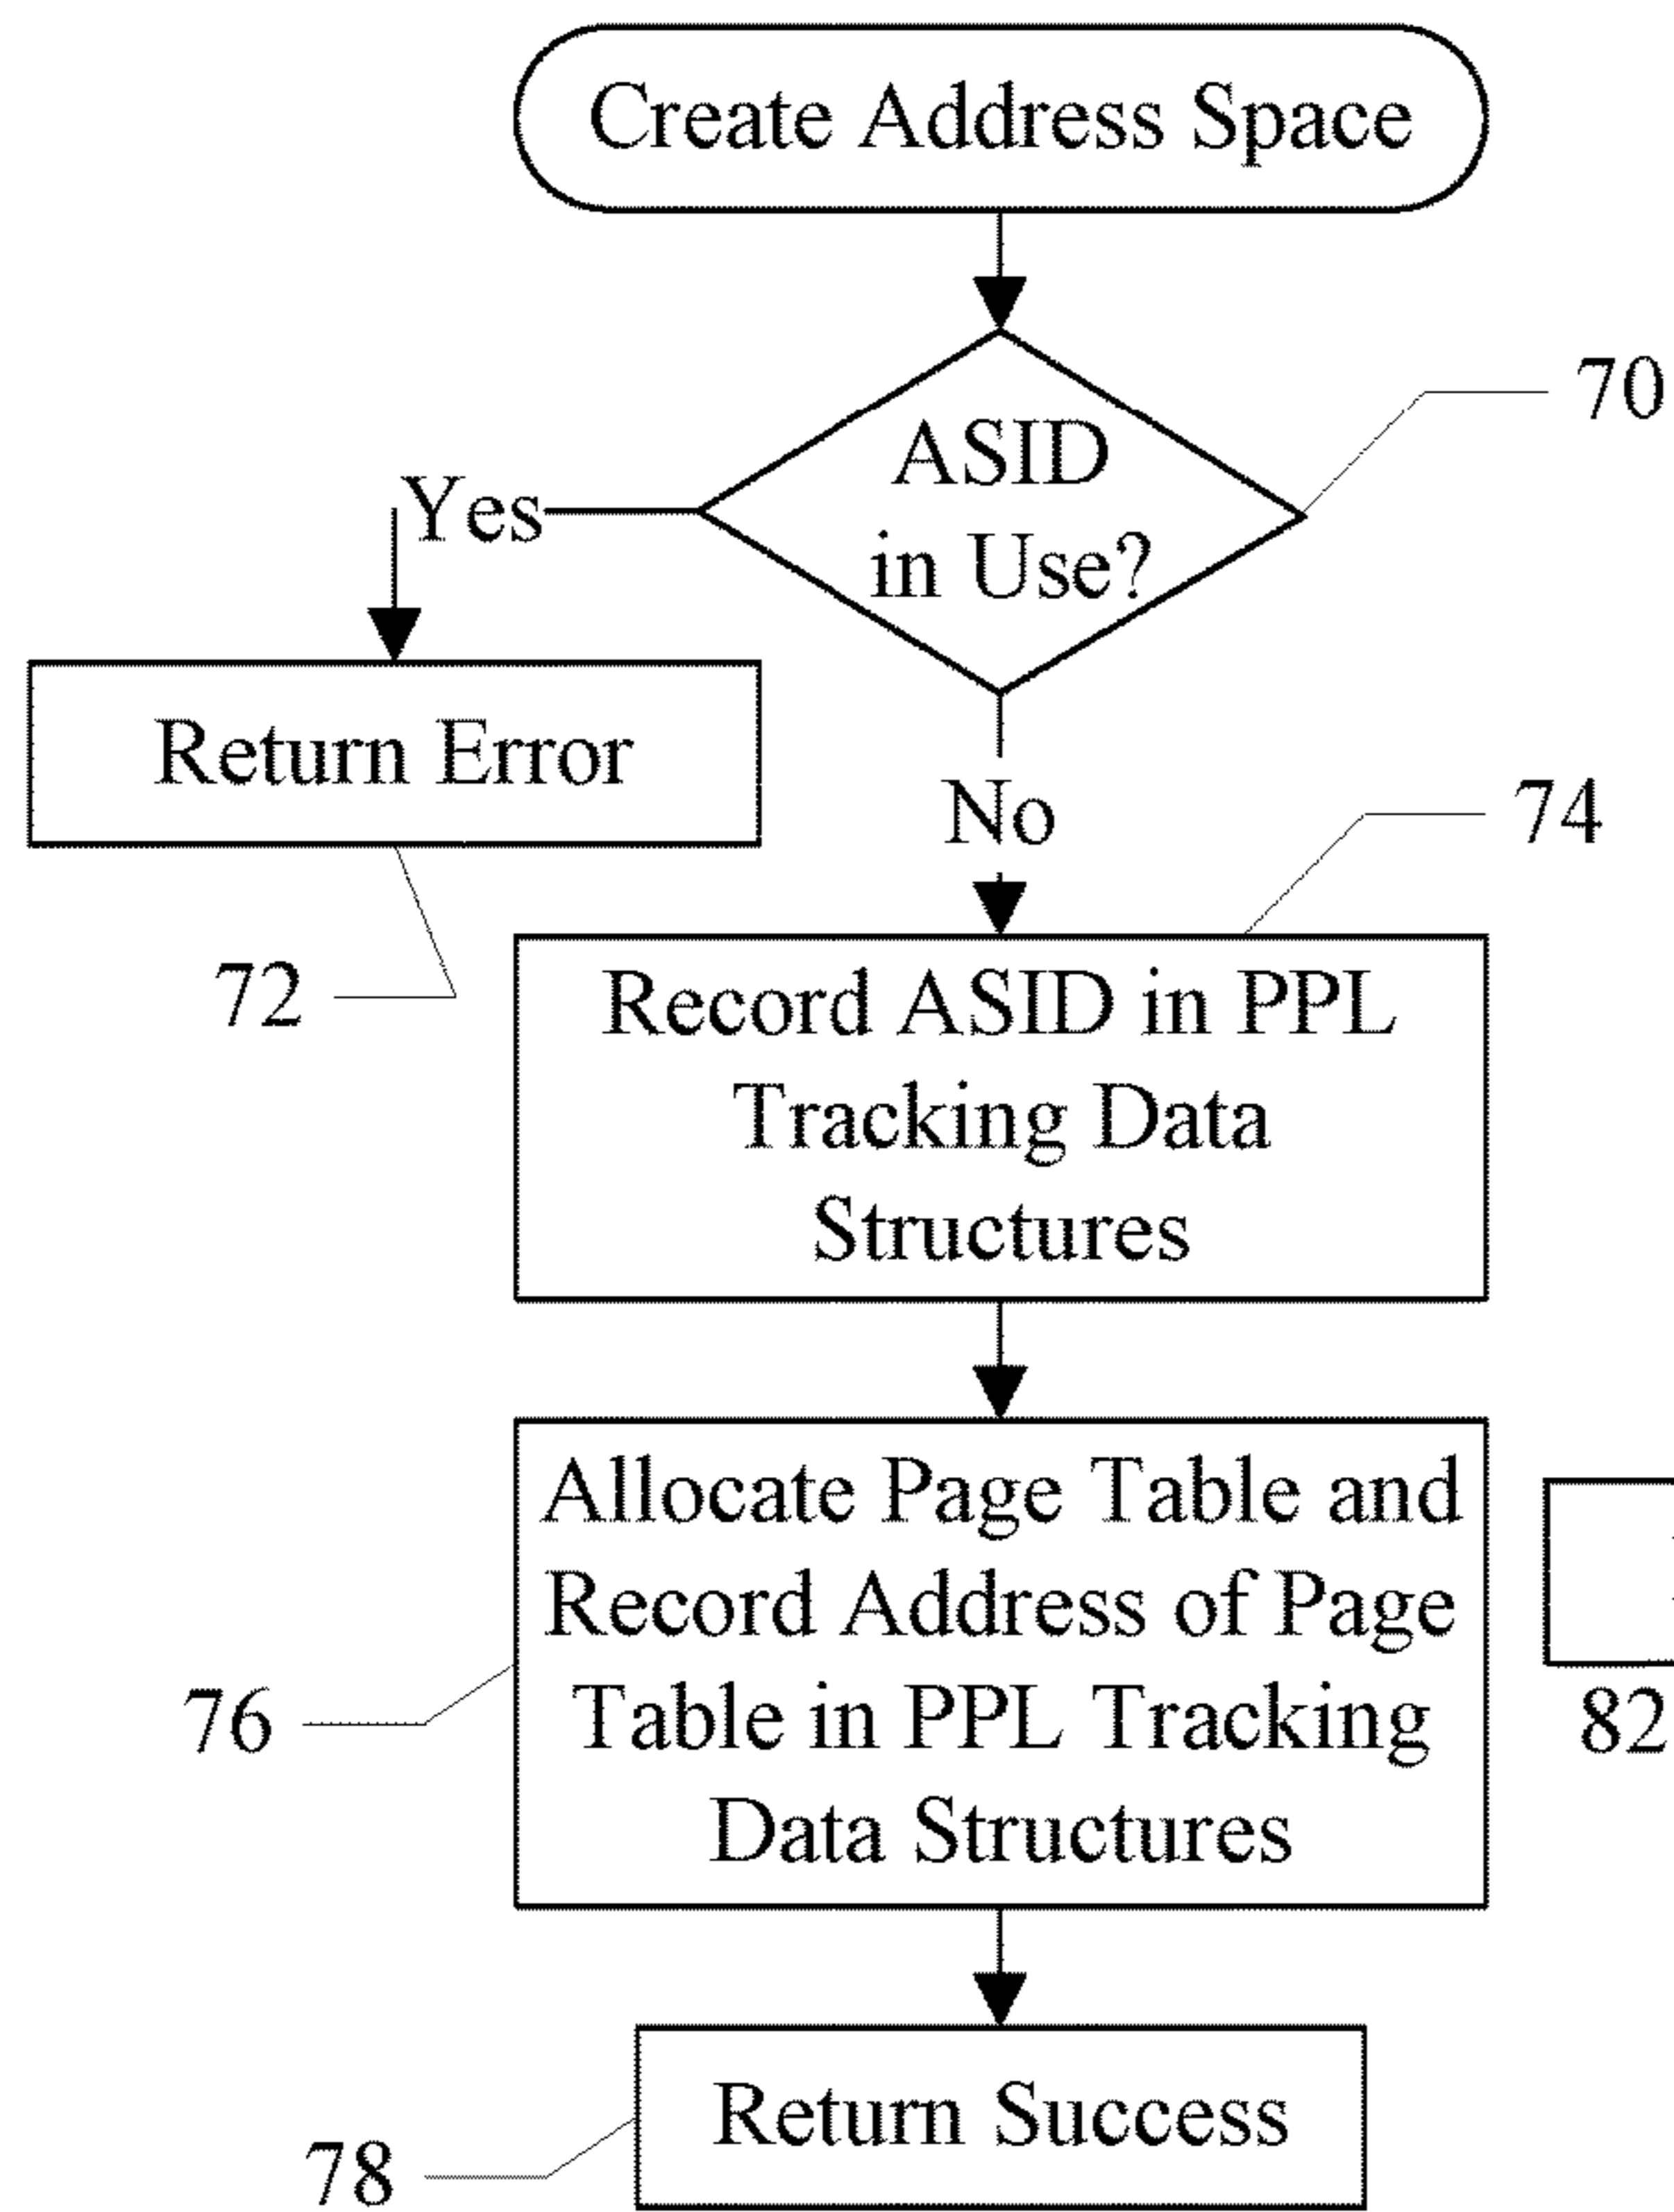 Create Address Space
70
ASID
in Use?
Yes
Return Error
No
74
72
Record ASID in PPL
Tracking Data
Structures
Allocate Page Table and
Record Address of Page
Table in PPL Tracking
Data Structures
76
82
Return Success
78